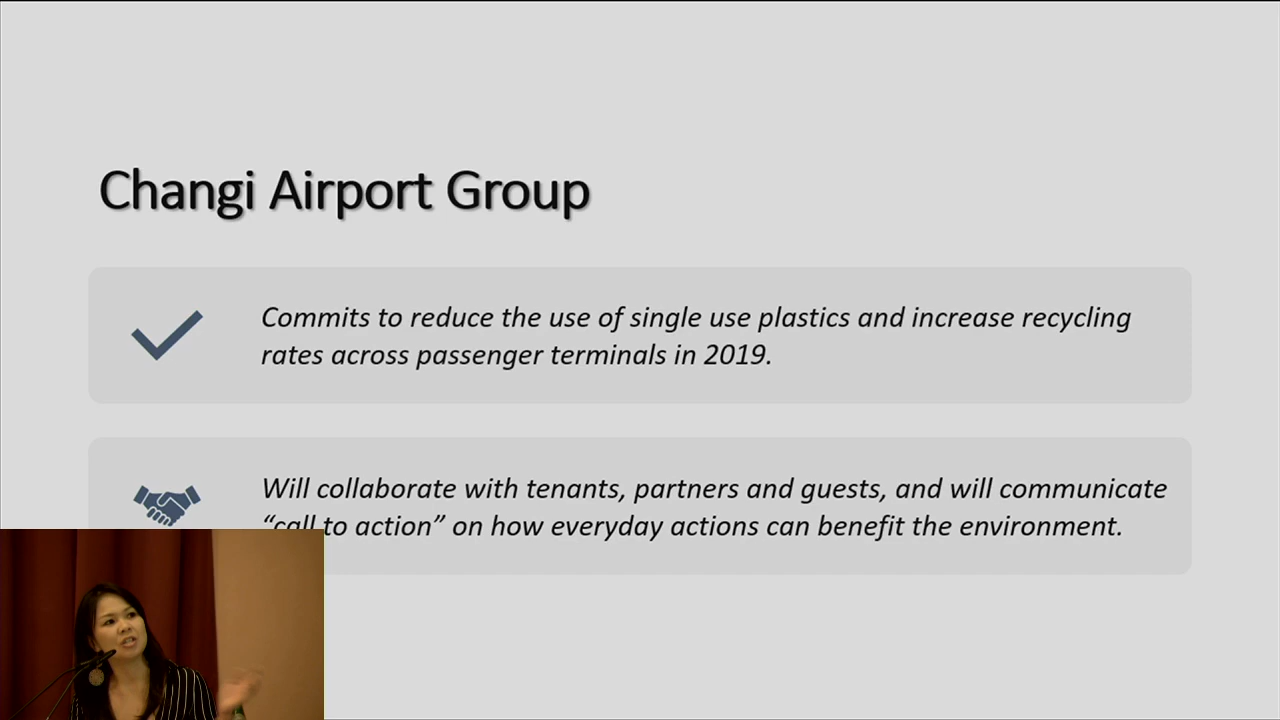 Changi Airport Group
Commits to reduce the use of single use plastics and increase recycling
rates across passenger terminals in 2019.
Will collaborate with tenants, partners and guests, and will communicate
“call to action” on how everyday actions can benefit the environment.